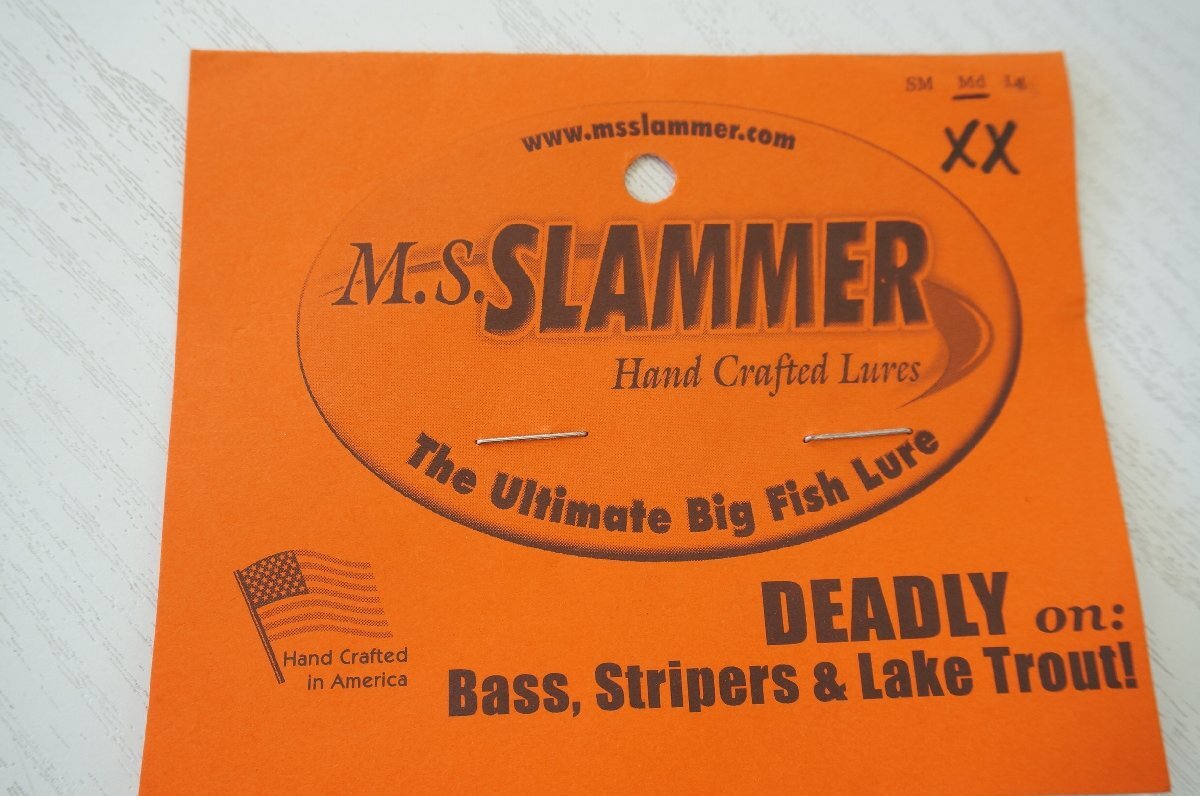 SM Md Lg
XX
www.msslammer.com
M.S.SLAMMER
Hand Crafted Lures
The Ultimate Big Fish Lure
Hand Crafted
in America
DEADLY on:
Bass, Stripers & Lake Trout!